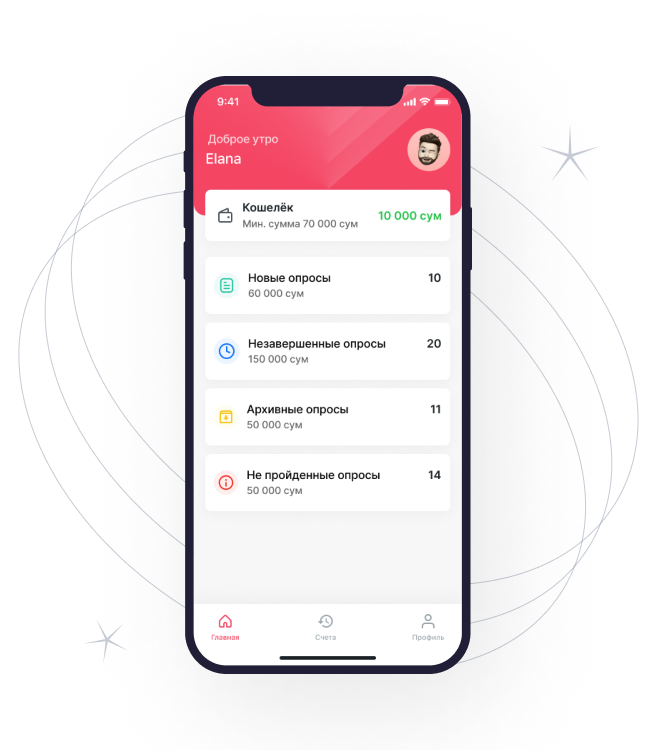 9:41
Доброе утро
Elana
Кошелёк
Мин. сумма 70 000 сум
10 000 сум
Новые опросы
10
60 000 сум
Незавершенные опросы
20
150 000 сум
Архивные опросы
11
50 000 сум
Не пройденные опросы
14
50 000 сум
Главная
Счета
Профиль